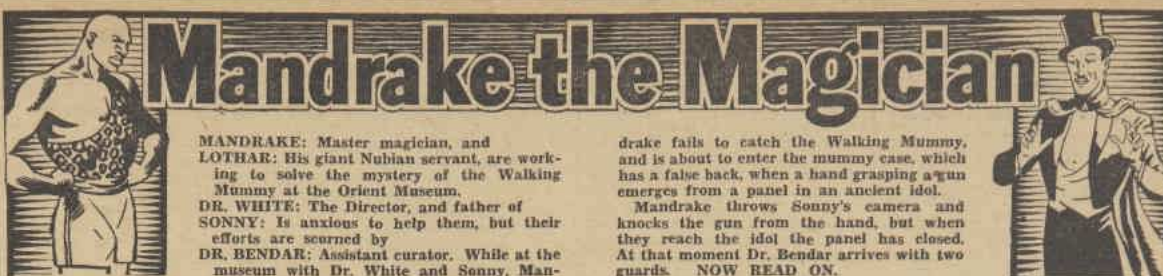 Mandrake the Magician
MANDRAKE: Master magician, and
LOTHAR: His giant Nubian servant, are work-
ing to solve the mystery of the Walking
Mummy at the Orient Museum.
DR. WHITE: The Director, and father of
SONNY: Is anxious to help them, but their
efforts are scorned by
DR. BENDAR: Assistant curator. While at the
museum with Dr. White and Sonny, Man-
drake fails to catch the Walking Mummy,
and is about to enter the mummy case, which
has a false back, when a hand grasping a gun
emerges from a panel in an ancient idol.
Mandrake throws Sonny's camera and
knocks the gun from the hand, but when
they reach the idol the panel has closed.
At that moment Dr. Bendar arrives with two
guards. NOW READ ON.